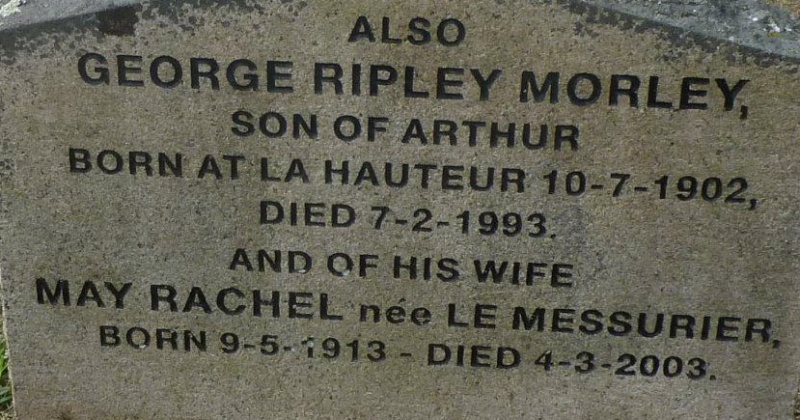 ALSO
GEORGE RIPLEY MORLEY,
SON OF ARTHUR
BORN AT LA HAUTEUR 10-7-1902,
DIED 7-2-1993.
AND OF HIS WIFE
MAY RACHEL née LE MESSURIER,
BORN 9-5-1913 - DIED 4-3-2003.